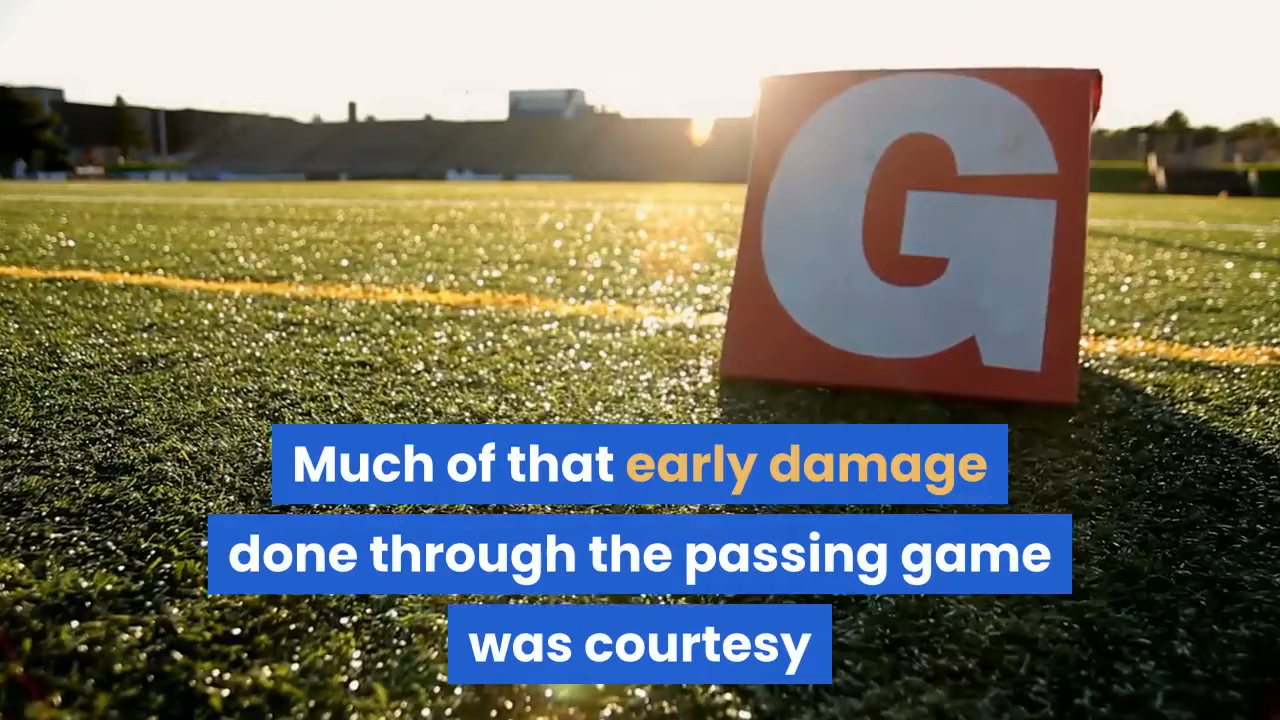 G
Much of that early damage
done through the passing game
was courtesy